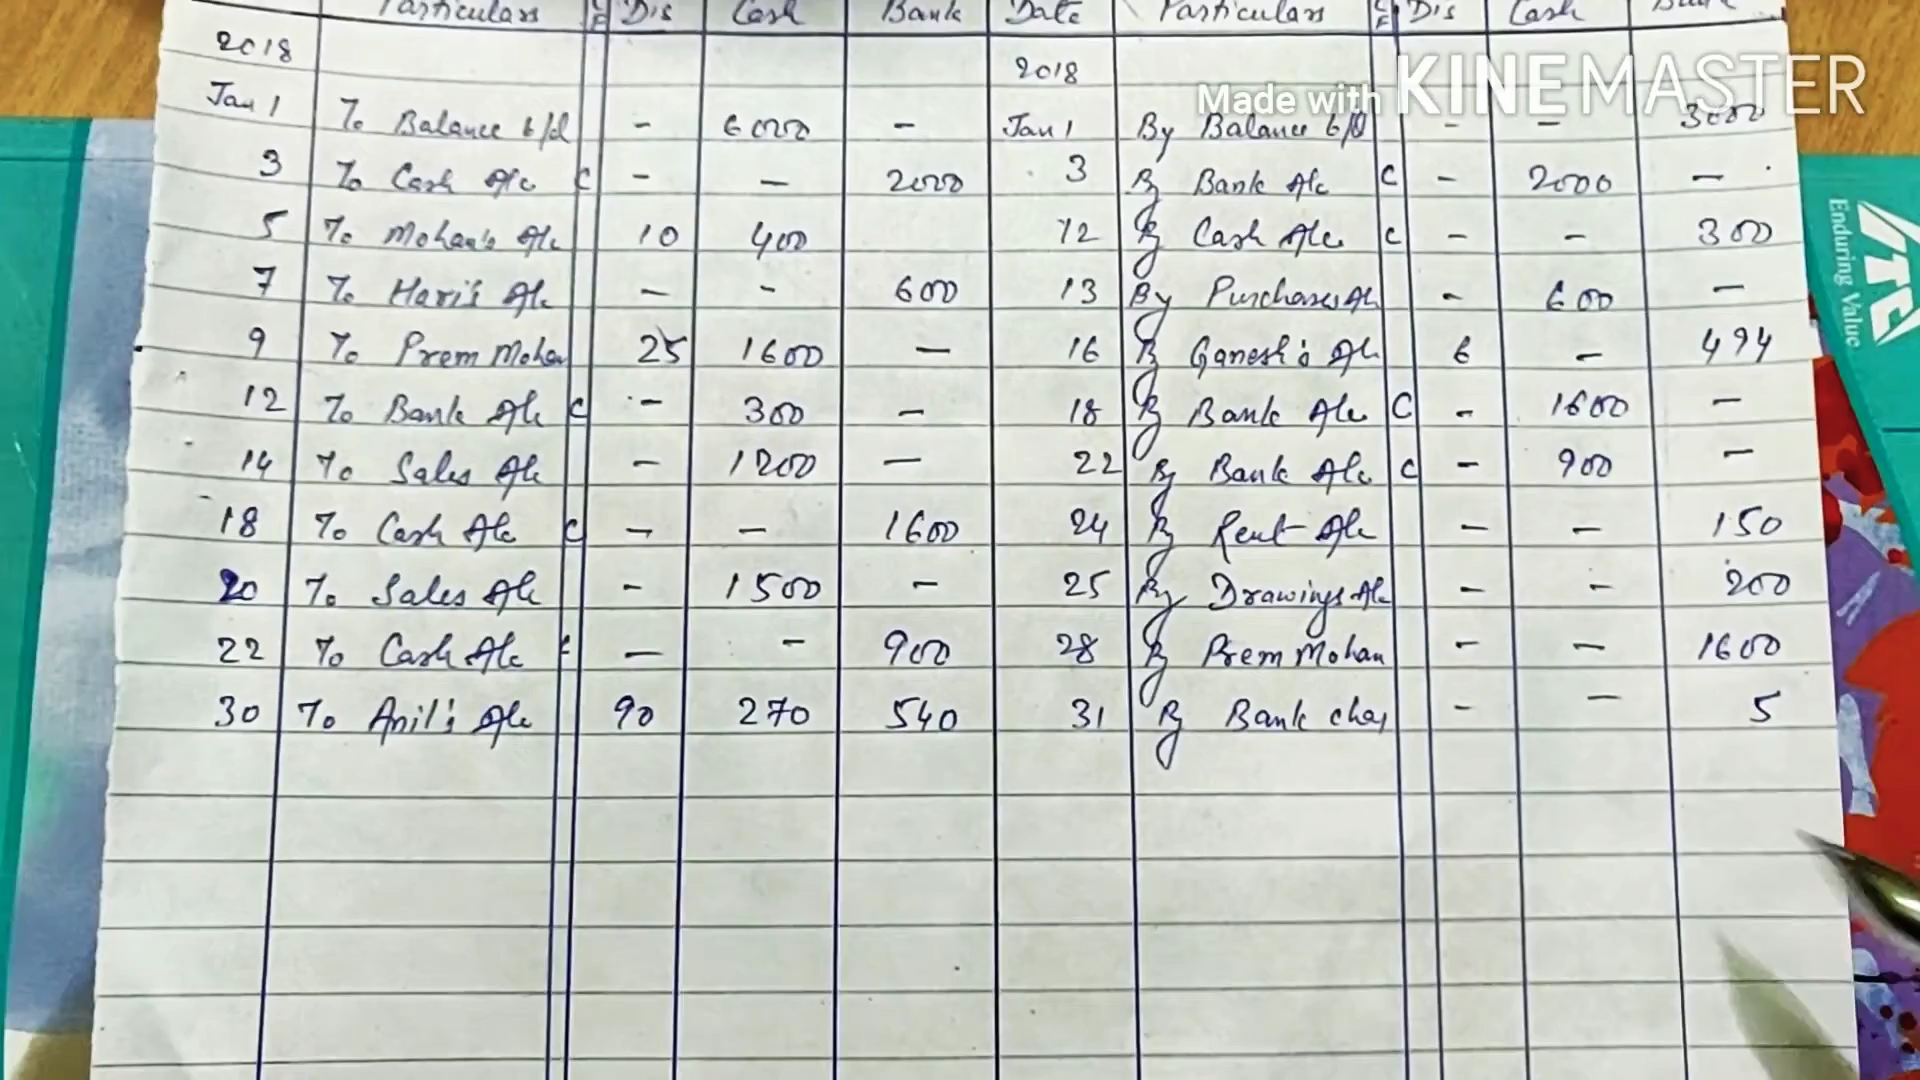 Particulars LF Dis Cash Bank Date Particulars LF Dis Cash Bank
2018 2018
Made with KINEMASTER
Jan 1 To Balance b/d - 6000 - Jan 1 By Balance b/d - - 3000
3 To Cash A/c C - - 2000 3 By Bank A/c C - 2000 -
5 To Mohan's A/c 10 400 12 By Cash A/c C - - 300
7 To Hari's A/c - - 600 13 By Purchases A/c - 600 -
9 To Prem Mohan 25 1600 - 16 By Ganesh's A/c 6 - 494
12 To Bank A/c C - 300 - 18 By Bank A/c C - 1600 -
14 To Sales A/c - 1200 - 22 By Bank A/c C - 900 -
18 To Cash A/c C - - 1600 24 By Rent A/c - - 150
20 To Sales A/c - 1500 - 25 By Drawings A/c - - 200
22 To Cash A/c C - - 900 28 By Prem Mohan - - 1600
30 To Anil's A/c 90 270 540 31 By Bank char - - 5
ITC
Enduring Value